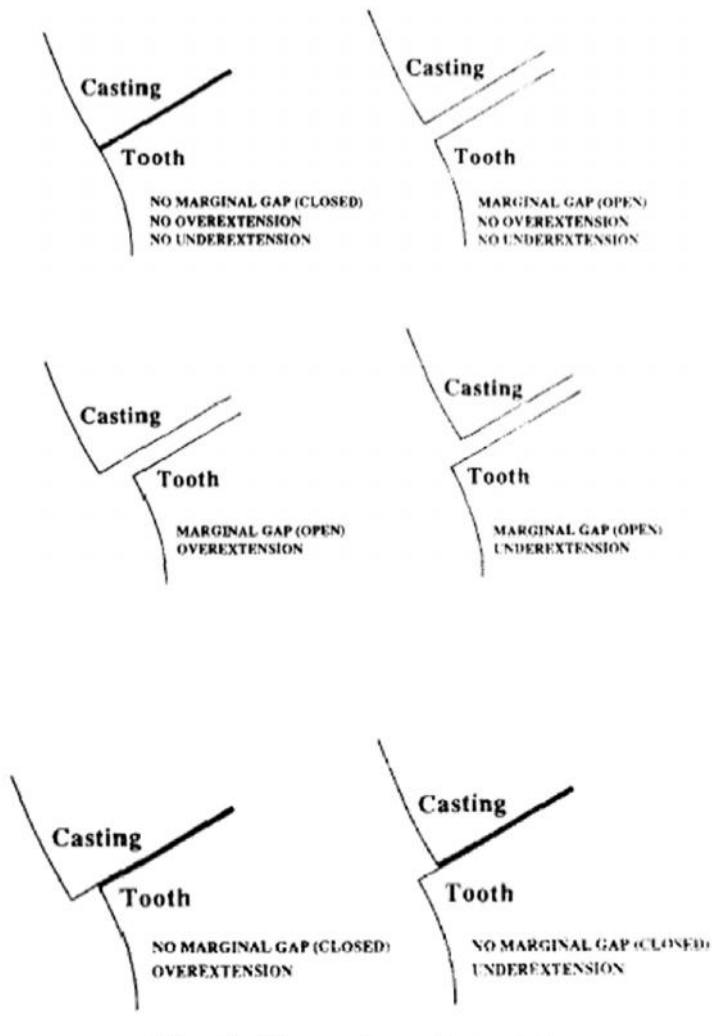 Casting
Tooth
NO MARGINAL GAP (CLOSED)
NO OVEREXTENSION
NO UNDEREXTENSION
Casting
Tooth
MARGINAL GAP (OPEN)
NO OVEREXTENSION
NO UNDEREXTENSION
Casting
Tooth
MARGINAL GAP (OPEN)
OVEREXTENSION
Casting
Tooth
MARGINAL GAP (OPEN)
UNDEREXTENSION
Casting
Tooth
NO MARGINAL GAP (CLOSED)
OVEREXTENSION
Casting
Tooth
NO MARGINAL GAP (CLOSED)
UNDEREXTENSION